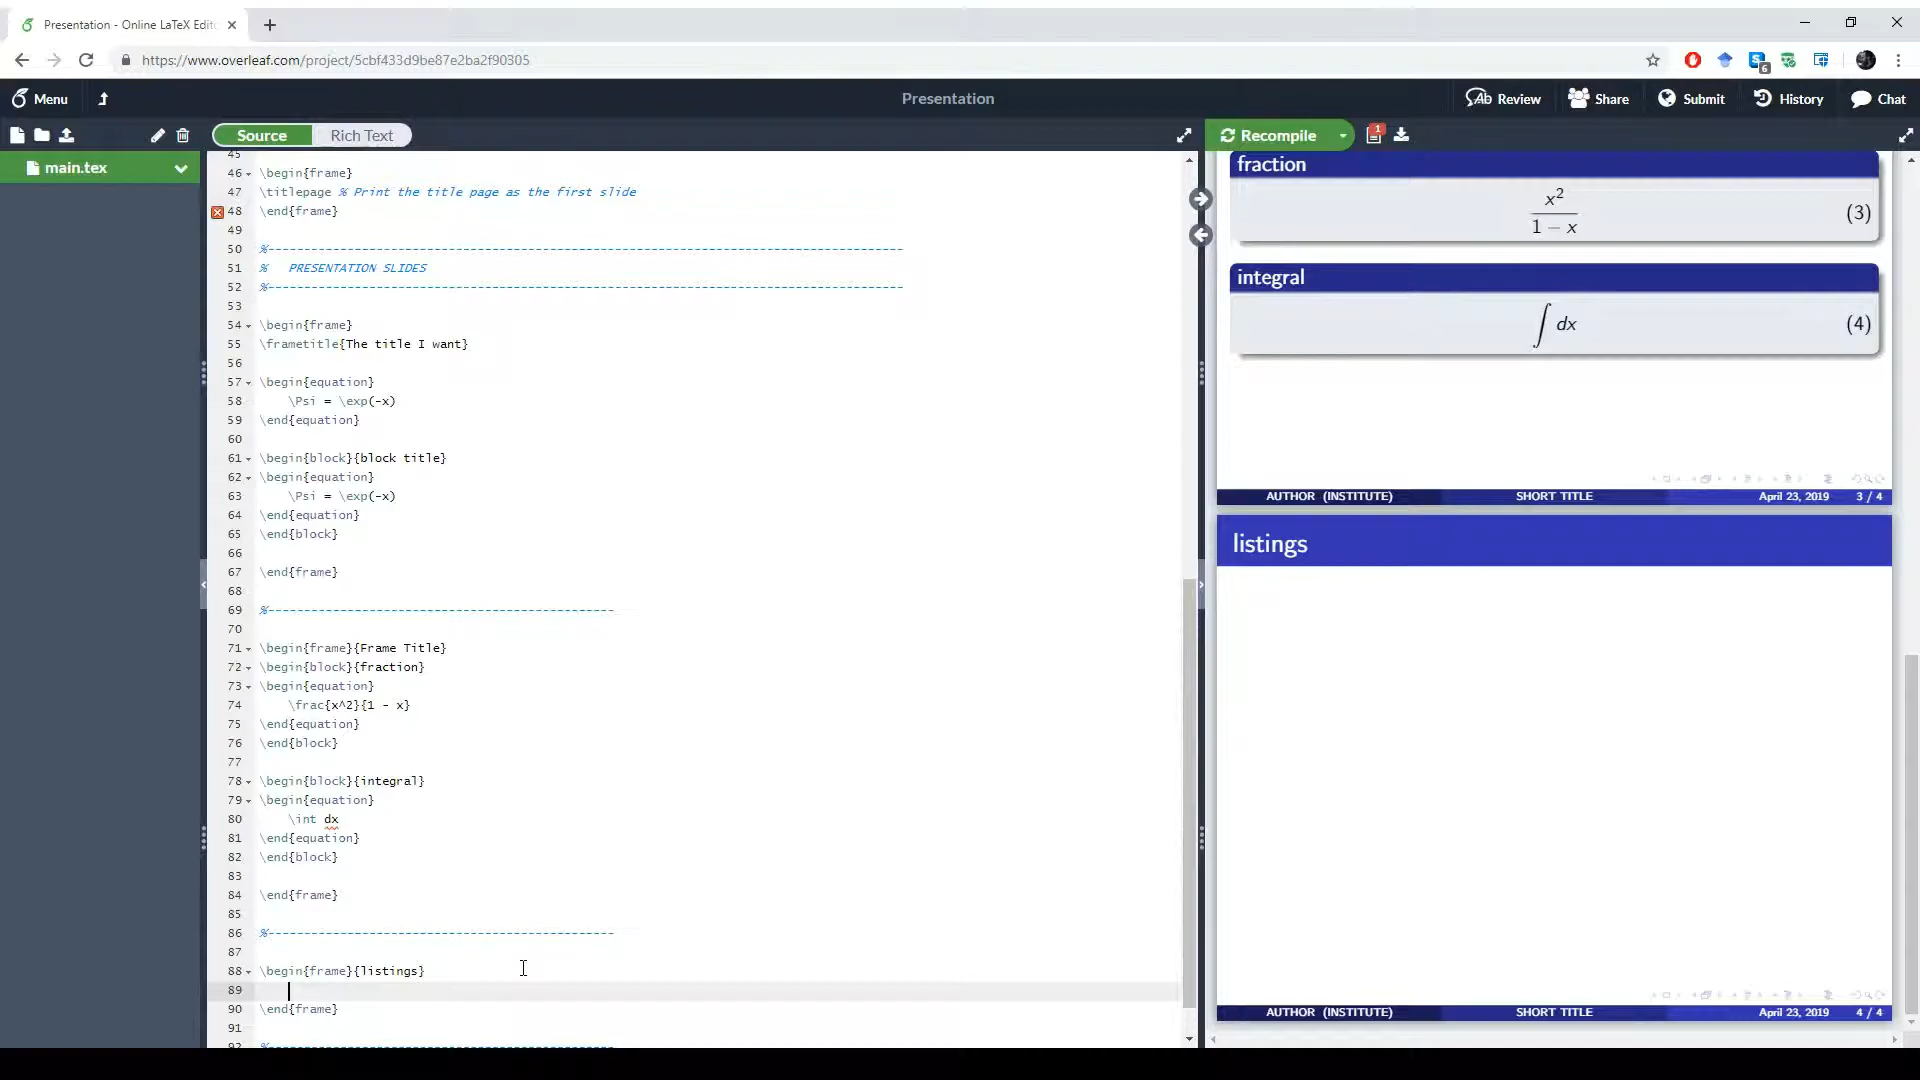 Presentation - Online LaTeX Edit
https://www.overleaf.com/project/5cbf433d9be87e2ba2f90305
6
Menu
Presentation
Review
Share
Submit
History
Chat
Source
Rich Text
Recompile
1
main.tex
45
46 \begin{frame}
47 \titlepage % Print the title page as the first slide
48 \end{frame}
49
50 %----------------------------------------------------------------------------------------
51 % PRESENTATION SLIDES
52 %----------------------------------------------------------------------------------------
53
54 \begin{frame}
55 \frametitle{The title I want}
56
57 \begin{equation}
58 \Psi = \exp(-x)
59 \end{equation}
60
61 \begin{block}{block title}
62 \begin{equation}
63 \Psi = \exp(-x)
64 \end{equation}
65 \end{block}
66
67 \end{frame}
68
69 %------------------------------------------------
70
71 \begin{frame}{Frame Title}
72 \begin{block}{fraction}
73 \begin{equation}
74 \frac{x^2}{1 - x}
75 \end{equation}
76 \end{block}
77
78 \begin{block}{integral}
79 \begin{equation}
80 \int dx
81 \end{equation}
82 \end{block}
83
84 \end{frame}
85
86 %------------------------------------------------
87
88 \begin{frame}{listings}
89
90 \end{frame}
91
92 %------------------------------------------------
fraction
x²
1 − x
(3)
integral
∫ dx (4)
AUTHOR (INSTITUTE) SHORT TITLE April 23, 2019 3 / 4
listings
AUTHOR (INSTITUTE) SHORT TITLE April 23, 2019 4 / 4